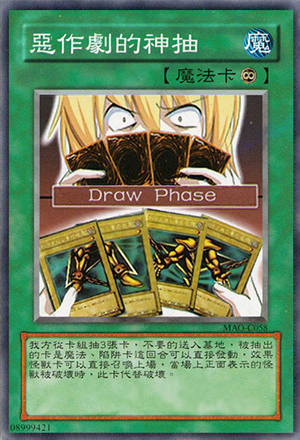 惡作劇的神抽
魔
【魔法卡】
Draw Phase
MAO-C058
我方從卡組抽3張卡，不要的送入墓地，被抽出
的卡是魔法、陷阱卡這回合可以直接發動，效果
怪獸卡可以直接召喚上場，當場上正面表示的怪
獸被破壞時，此卡代替破壞。
08999421